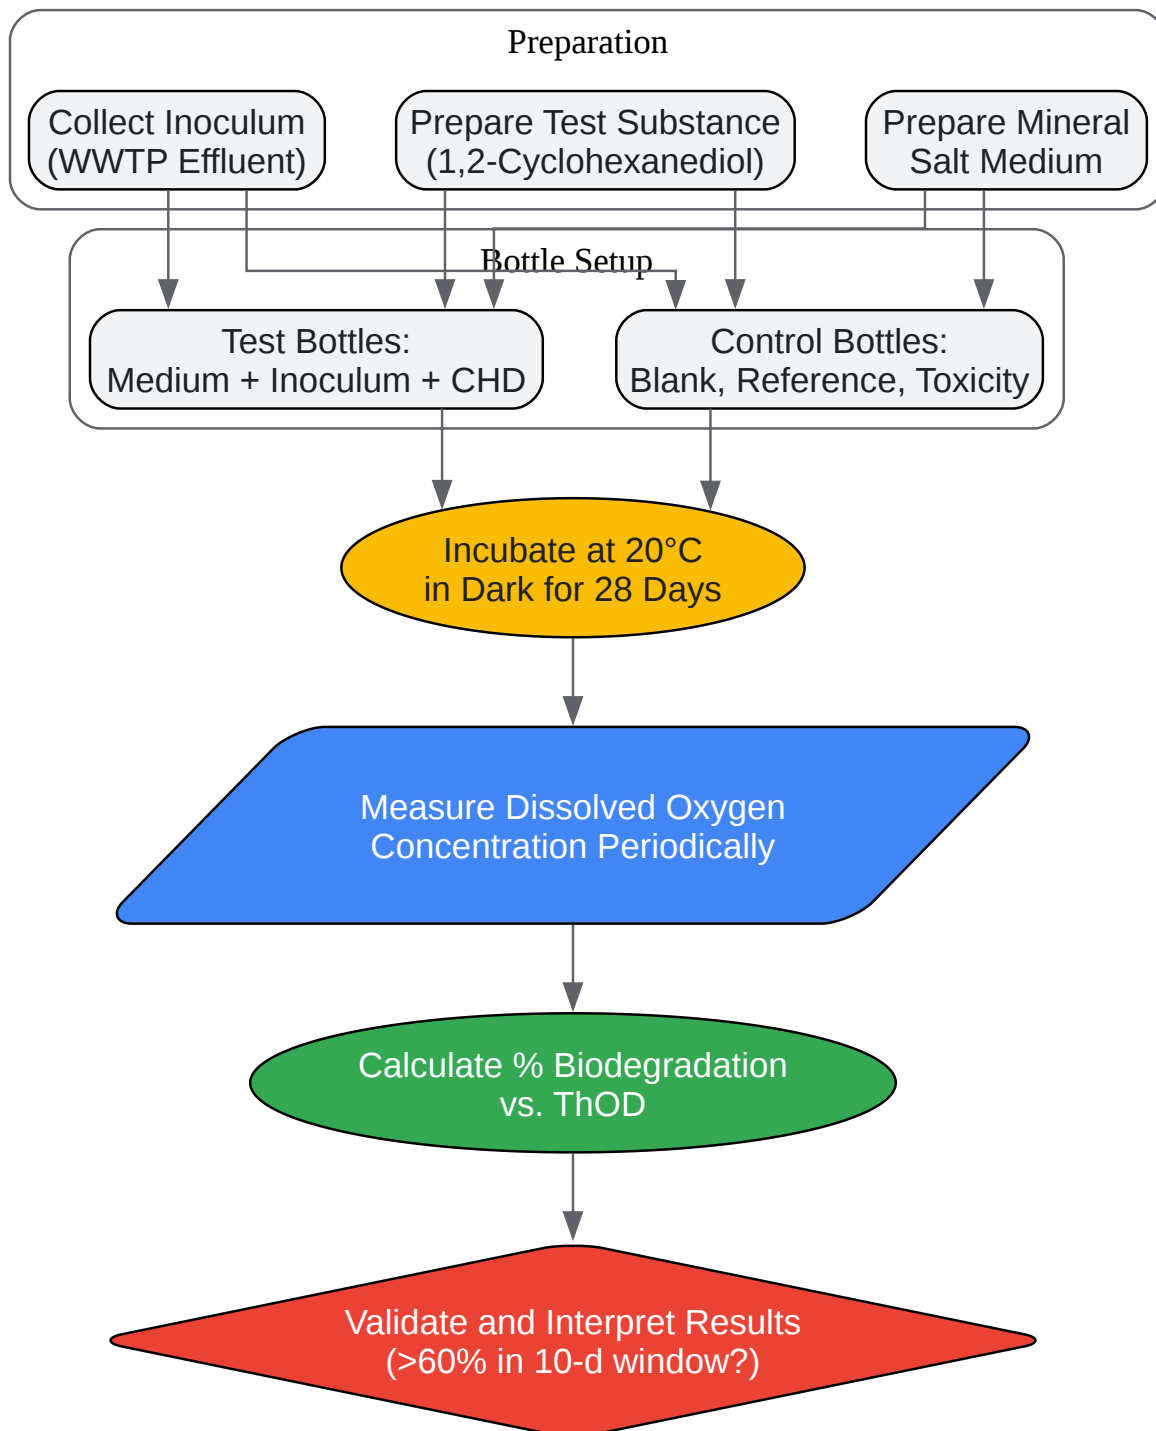 Preparation
Collect Inoculum
(WWTP Effluent)
Prepare Test Substance
(1,2-Cyclohexanediol)
Prepare Mineral
Salt Medium
Bottle Setup
Test Bottles:
Medium + Inoculum + CHD
Control Bottles:
Blank, Reference, Toxicity
Incubate at 20°C
in Dark for 28 Days
Measure Dissolved Oxygen
Concentration Periodically
Calculate % Biodegradation
vs. ThOD
Validate and Interpret Results
(>60% in 10-d window?)